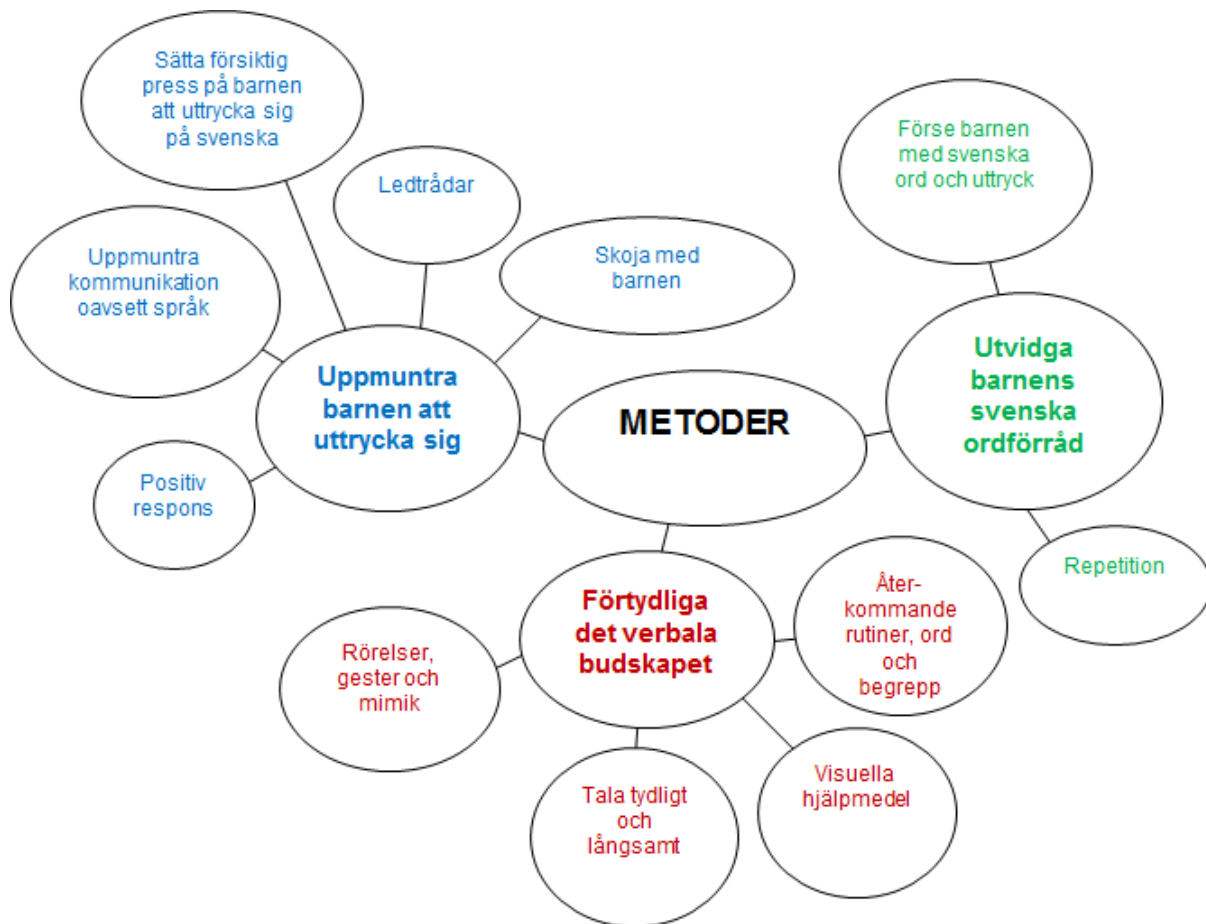 Sätta försiktig
press på barnen
att uttrycka sig
på svenska
Ledtrådar
Uppmuntra
kommunikation
oavsett språk
Skoja med
barnen
Positiv
respons
Uppmuntra
barnen att
uttrycka sig
METODER
Förse barnen
med svenska
ord och uttryck
Utvidga
barnens
svenska
ordförråd
Repetition
Förtydliga
det verbala
budskapet
Rörelser,
gester och
mimik
Tala tydligt
och
långsamt
Visuella
hjälpmedel
Åter-
kommande
rutiner, ord
och
begrepp